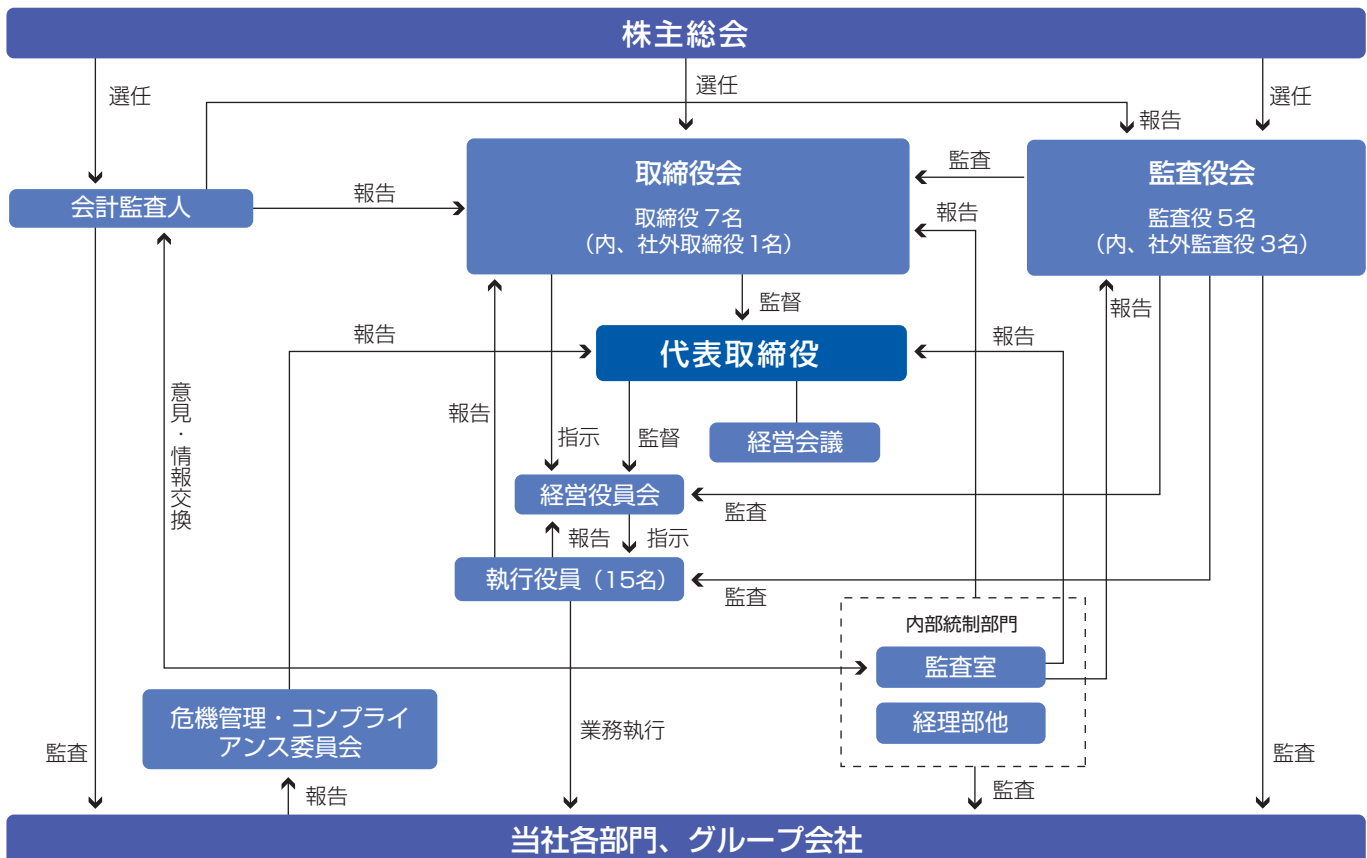 株主総会
選任
選任
選任
報告
取締役会
取締役 7名
（内、社外取締役 1名）
監査
監査役会
監査役 5名
（内、社外監査役 3名）
会計監査人
報告
報告
監督
報告
報告
代表取締役
報告
意見・情報交換
報告
指示
監督
経営会議
経営役員会
監査
報告
指示
執行役員（15名）
監査
内部統制部門
監査室
経理部他
危機管理・コンプライ
アンス委員会
業務執行
監査
監査
報告
監査
当社各部門、グループ会社